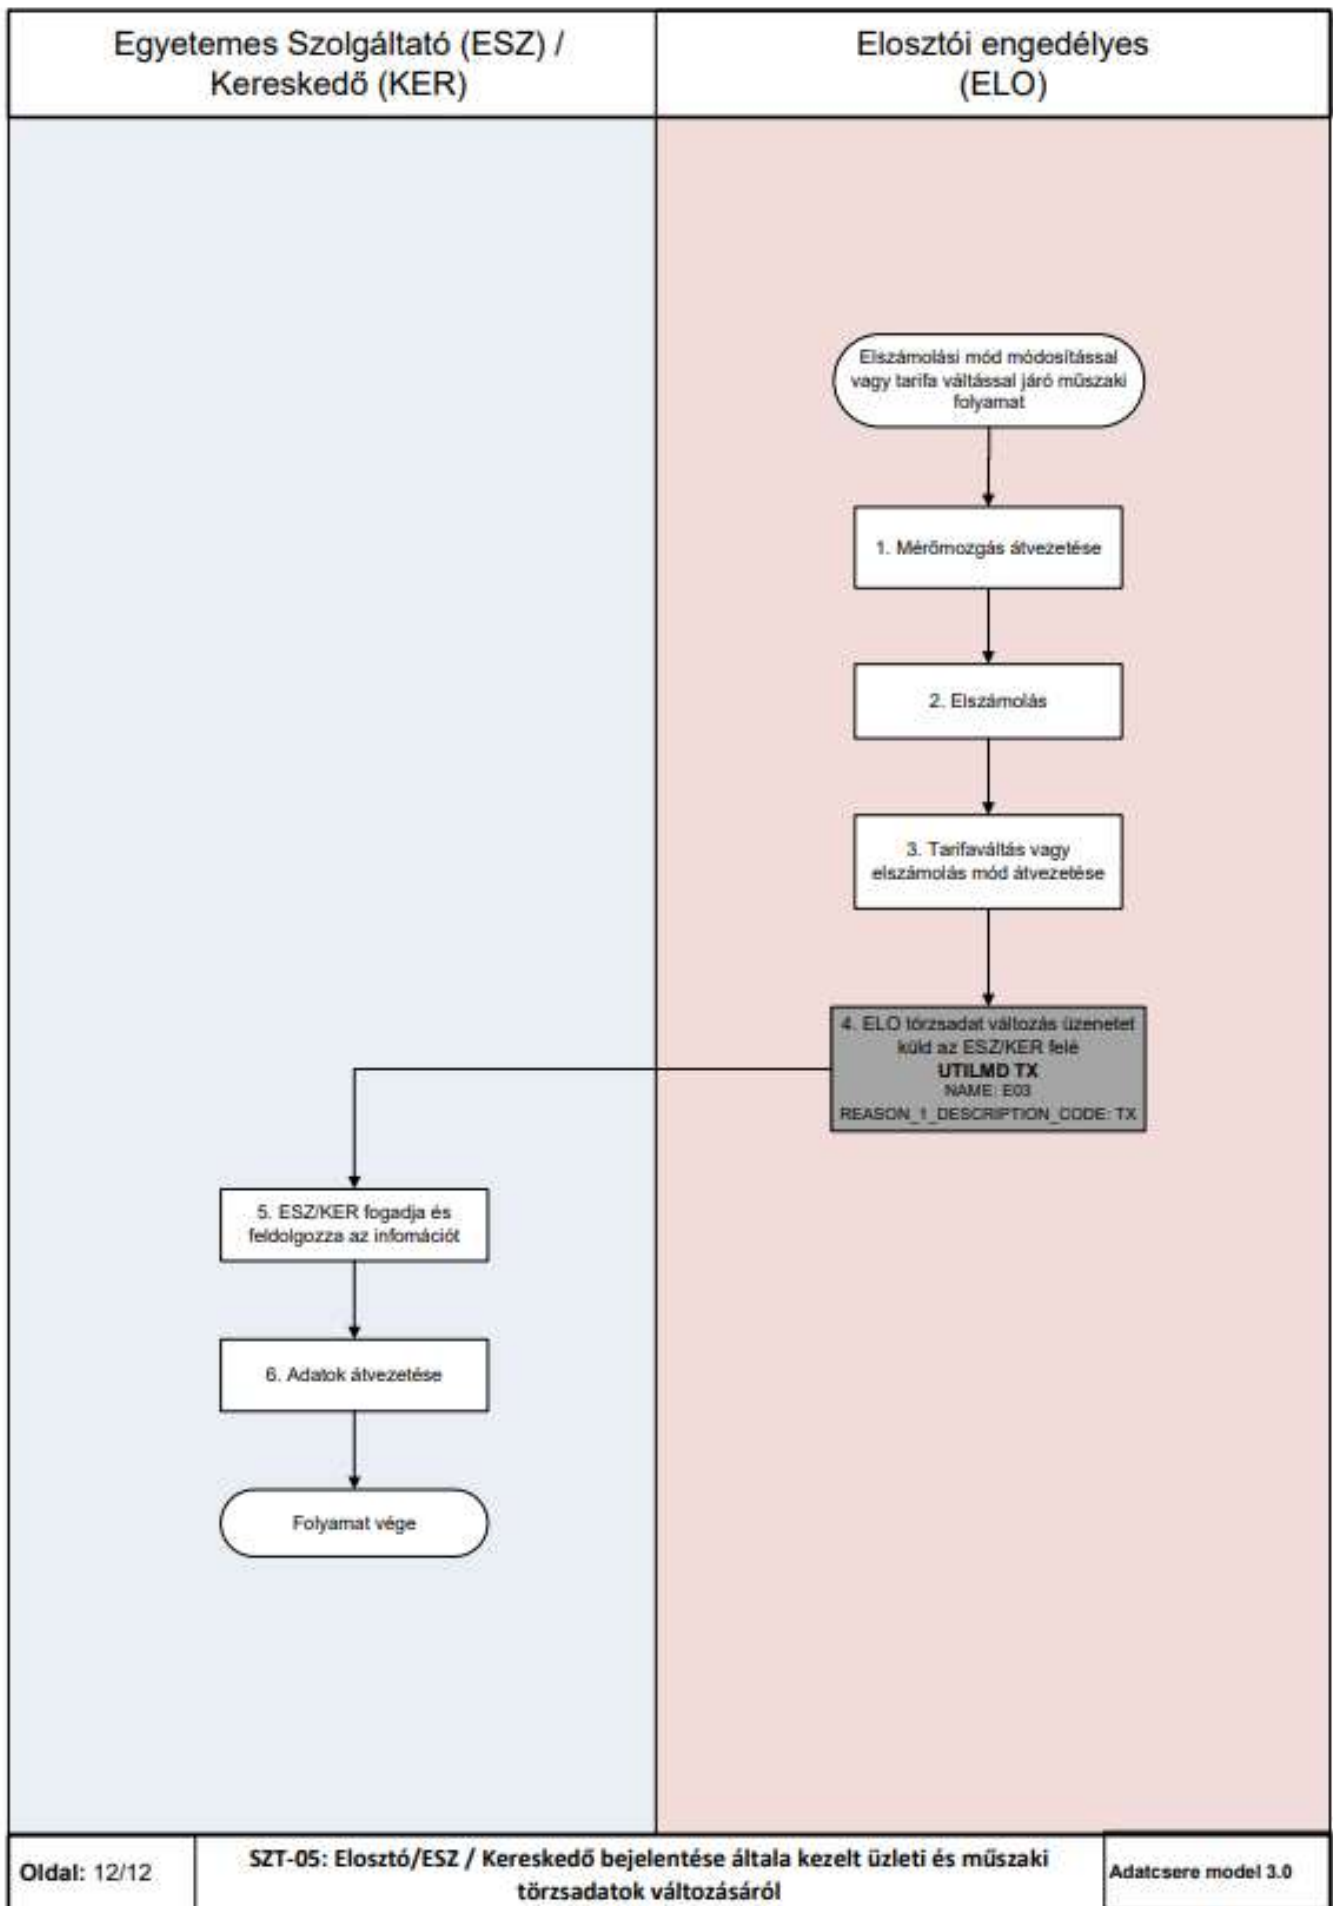 Egyetemes Szolgáltató (ESZ) /
Kereskedő (KER)
Elosztói engedélyes
(ELO)
Elszámolási mód módosítással
vagy tarifa váltással járó műszaki
folyamat
1. Mérőmozgás átvezetése
2. Elszámolás
3. Tarifaváltás vagy
elszámolás mód átvezetése
4. ELO törzsadat változás üzenetet
küld az ESZ/KER felé
UTILMD TX
NAME: E03
REASON_1_DESCRIPTION_CODE: TX
5. ESZ/KER fogadja és
feldolgozza az infomációt
6. Adatok átvezetése
Folyamat vége
Oldal: 12/12
SZT-05: Elosztó/ESZ / Kereskedő bejelentése általa kezelt üzleti és műszaki
törzsadatok változásáról
Adatcsere model 3.0